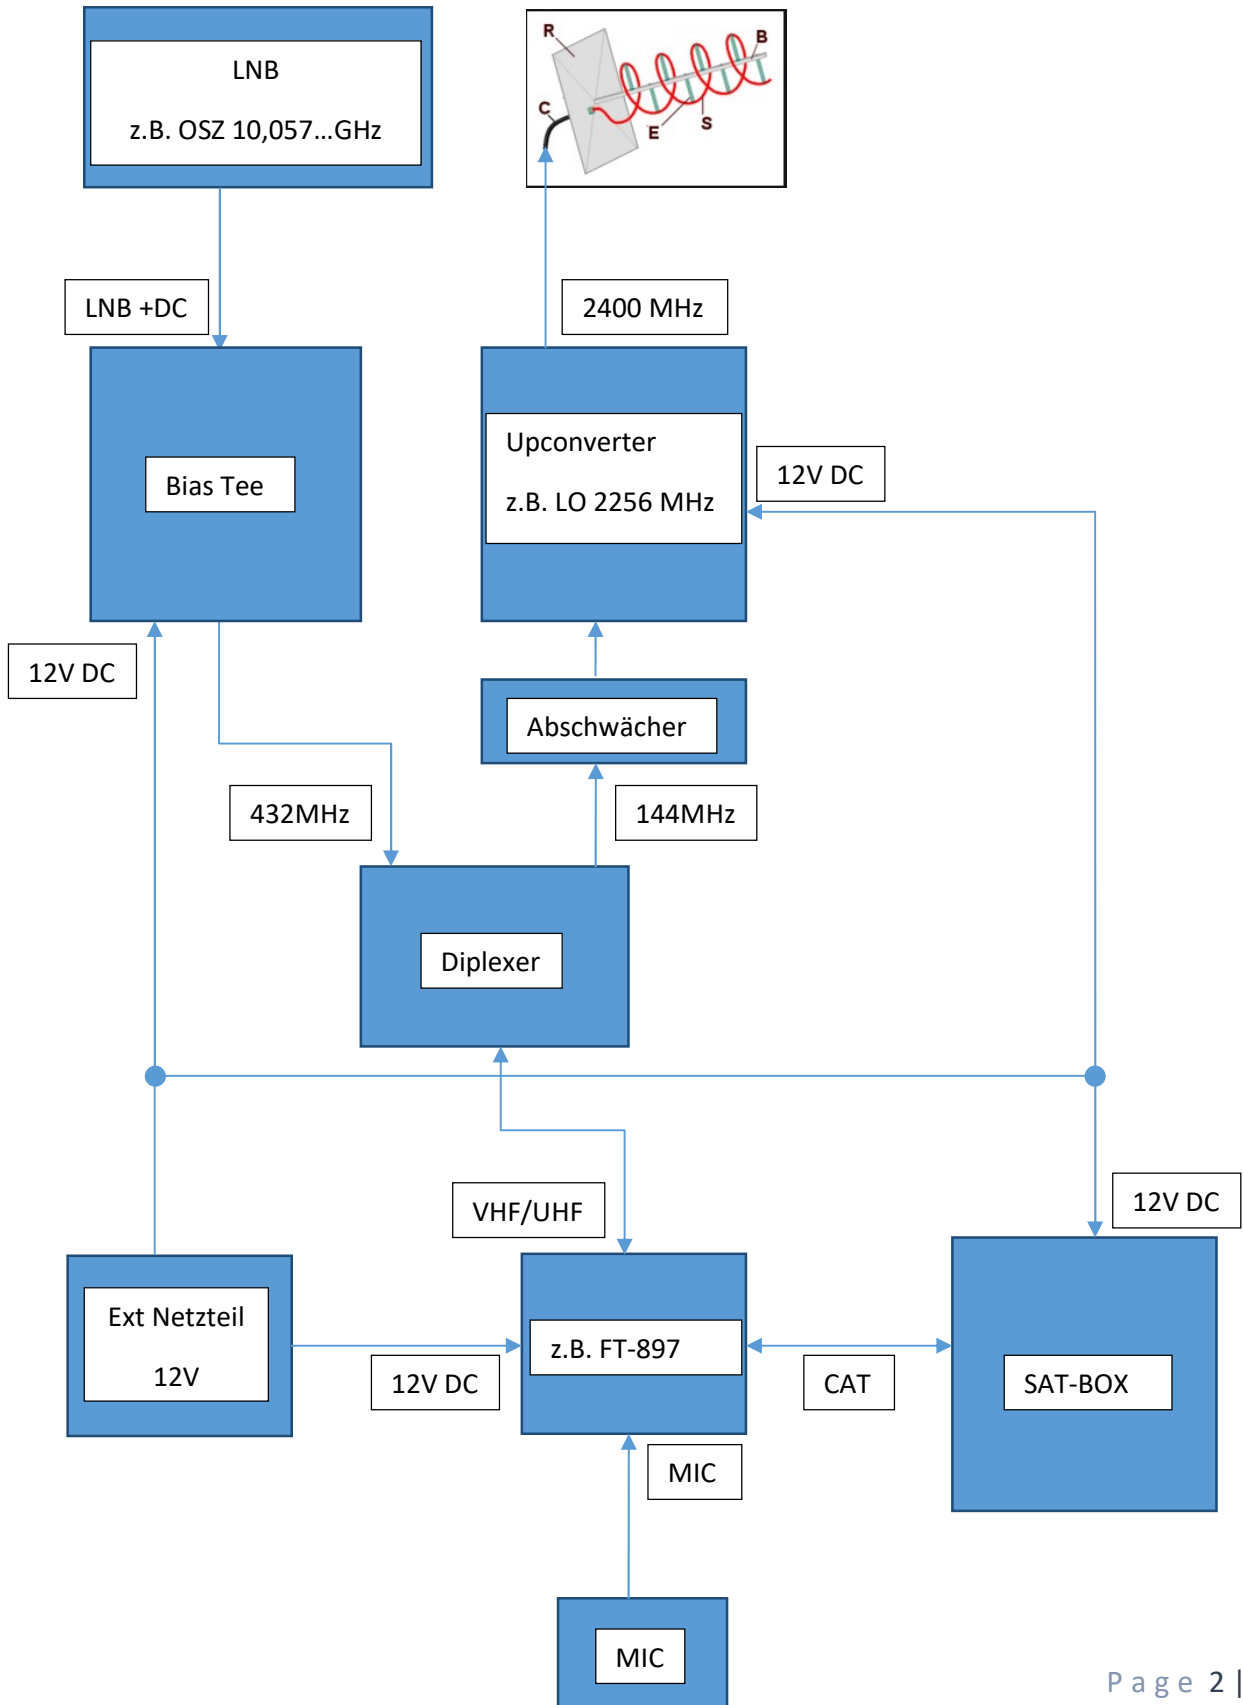 LNB
z.B. OSZ 10,057...GHz
R
B
C
E
S
LNB +DC
2400 MHz
Upconverter
z.B. LO 2256 MHz
12V DC
Bias Tee
12V DC
Abschwächer
432MHz
144MHz
Diplexer
VHF/UHF
12V DC
Ext Netzteil
12V
z.B. FT-897
12V DC
CAT
SAT-BOX
MIC
MIC
Page 2 |